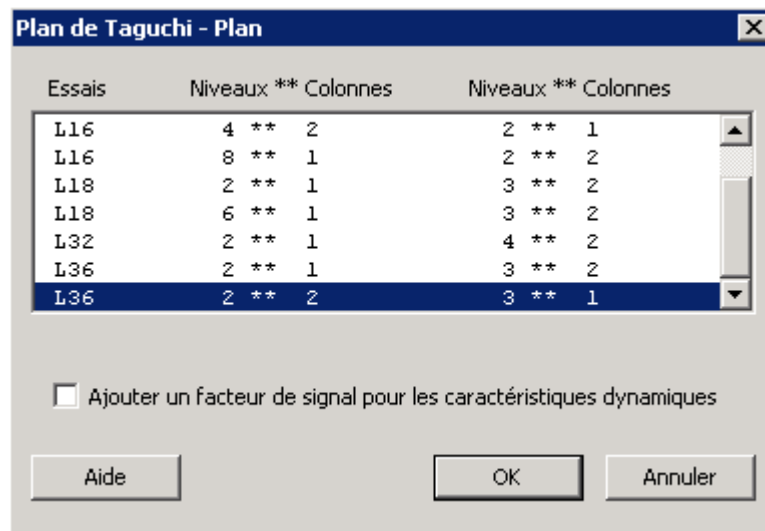 Plan de Taguchi - Plan
Essais Niveaux ** Colonnes Niveaux ** Colonnes
L16 4 ** 2 2 ** 1
L16 8 ** 1 2 ** 2
L18 2 ** 1 3 ** 2
L18 6 ** 1 3 ** 2
L32 2 ** 1 4 ** 2
L36 2 ** 1 3 ** 2
L36 2 ** 2 3 ** 1
Ajouter un facteur de signal pour les caractéristiques dynamiques
Aide OK Annuler